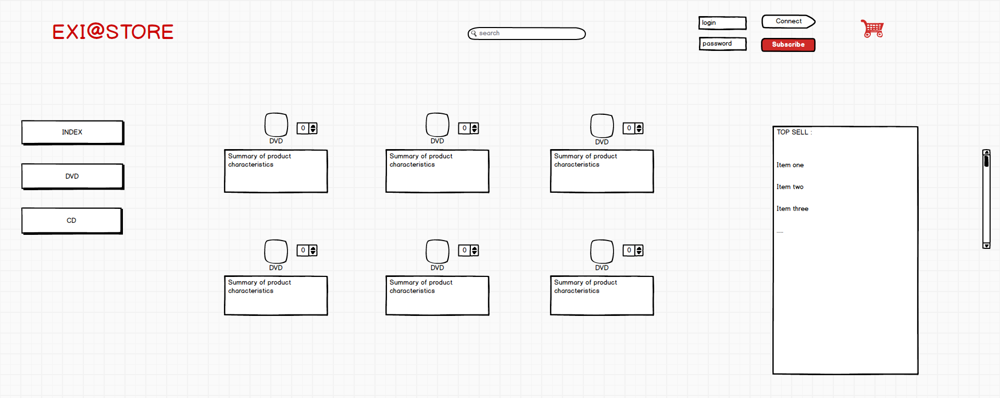 EXI@STORE
search
login
Connect
password
Subscribe
INDEX
DVD
CD
0
DVD
Summary of product
characteristics
0
DVD
Summary of product
characteristics
0
DVD
Summary of product
characteristics
0
DVD
Summary of product
characteristics
0
DVD
Summary of product
characteristics
0
DVD
Summary of product
characteristics
TOP SELL :
Item one
Item two
Item three
.....